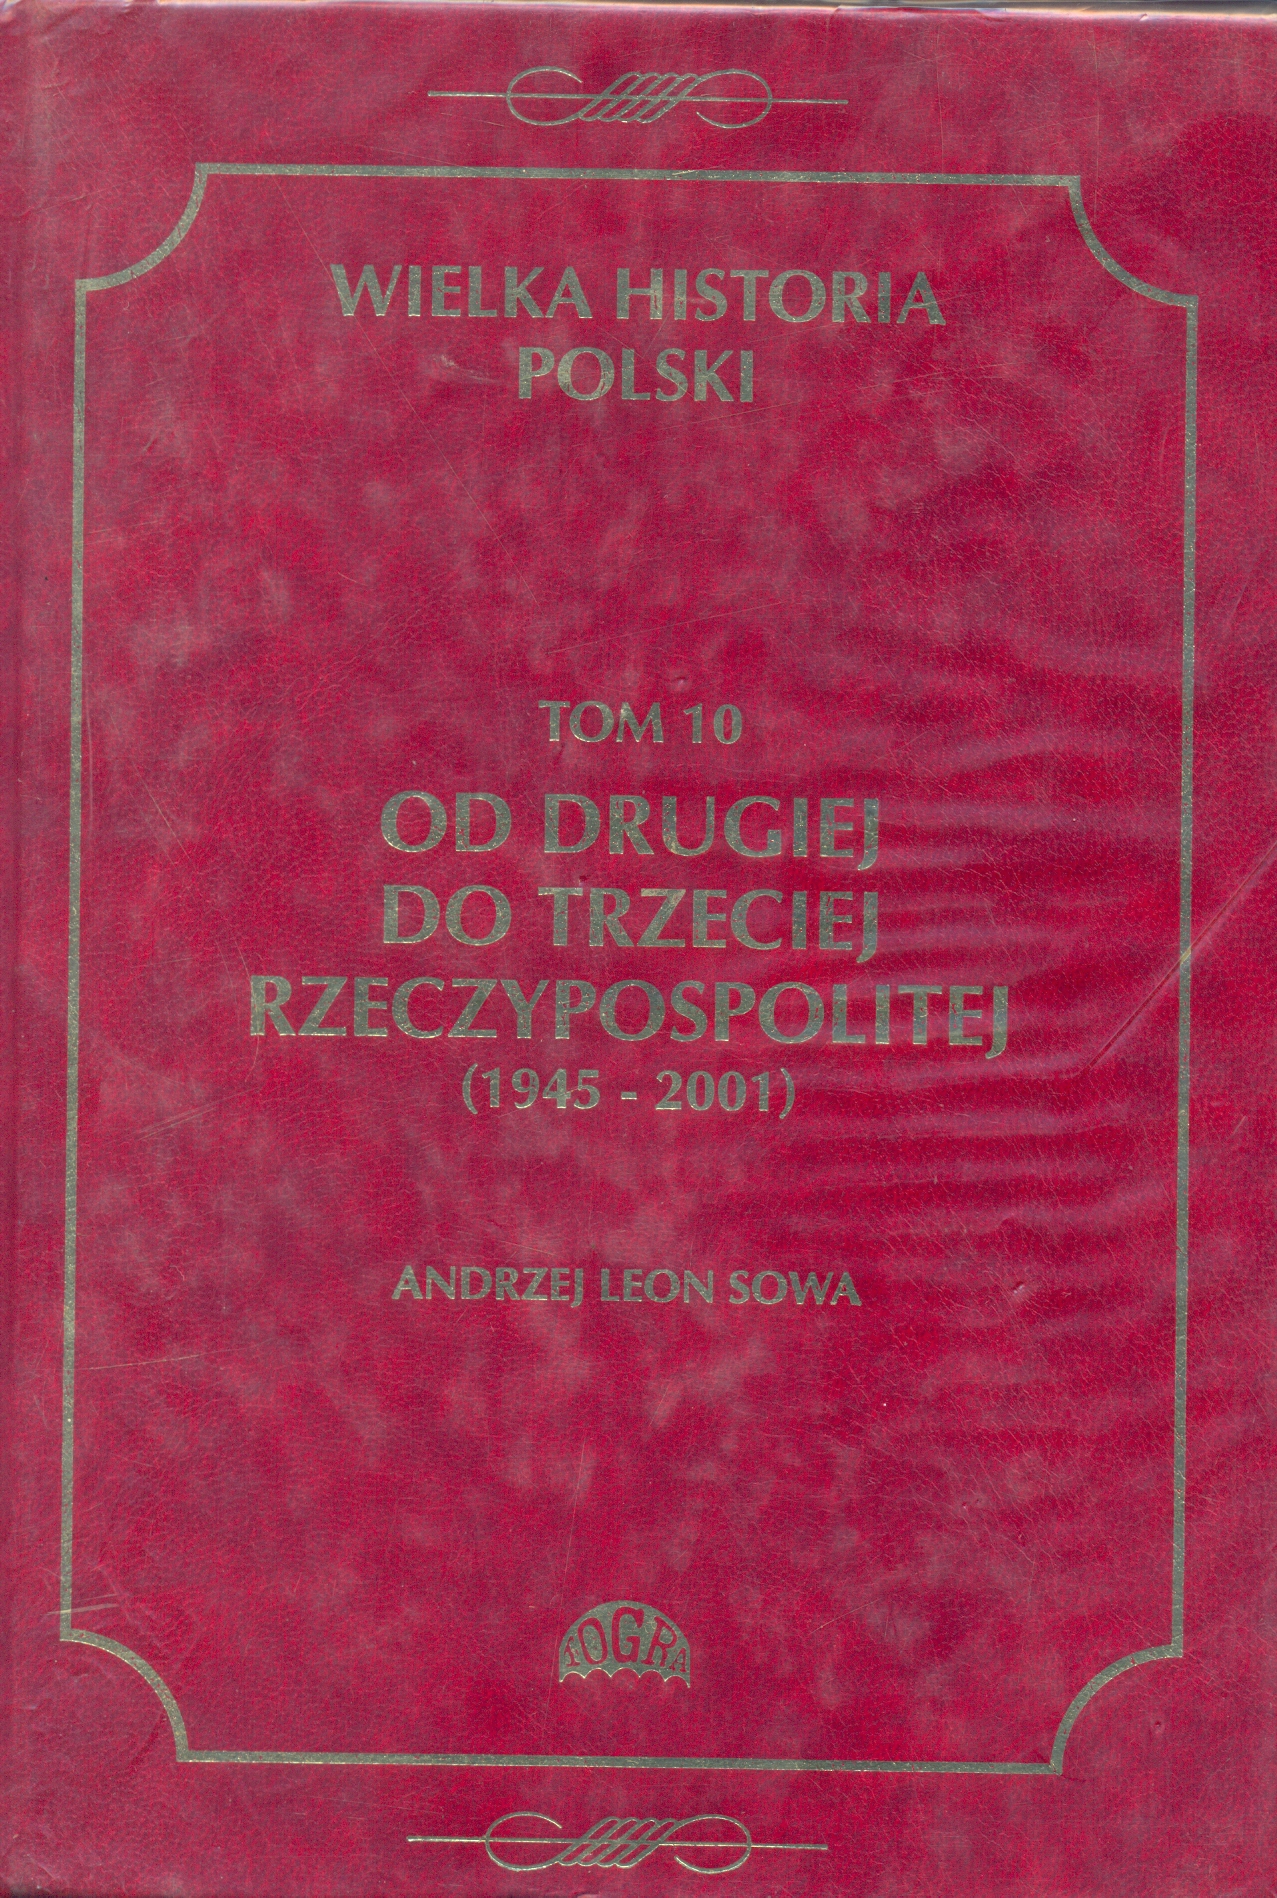 WIELKA HISTORIA
POLSKI
TOM 10
OD DRUGIEJ
DO TRZECIEJ
RZECZYPOSPOLITEJ
(1945 - 2001)
ANDRZEJ LEON SOWA
FOGRA